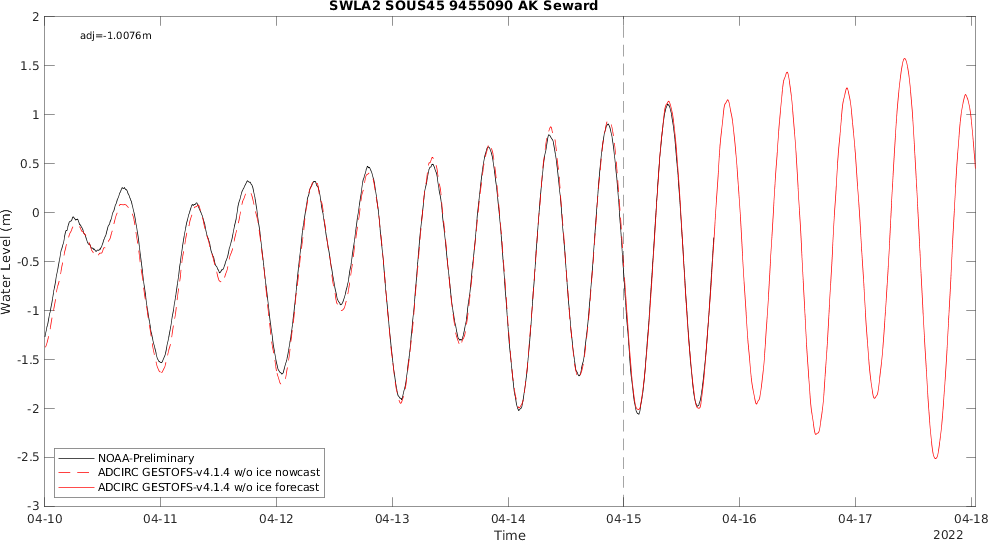 SWLA2 SOUS45 9455090 AK Seward
adj=-1.0076m
2
1.5
1
0.5
0
-0.5
-1
-1.5
-2
-2.5
-3
Water Level (m)
NOAA-Preliminary
ADCIRC GESTOFS-v4.1.4 w/o ice nowcast
ADCIRC GESTOFS-v4.1.4 w/o ice forecast
04-10 04-11 04-12 04-13 04-14 04-15 04-16 04-17 04-18
Time
2022